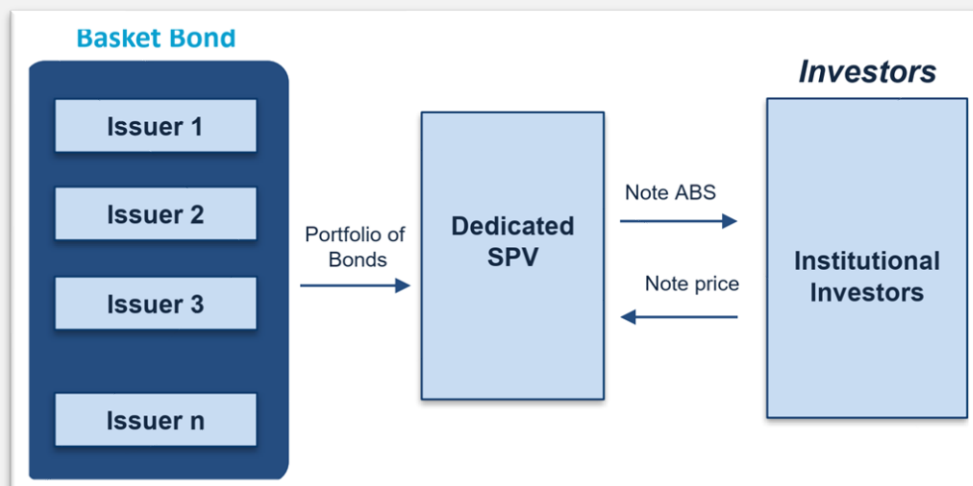 Basket Bond
Issuer 1
Issuer 2
Issuer 3
Issuer n
Portfolio of
Bonds
Dedicated
SPV
Note ABS
Note price
Investors
Institutional
Investors